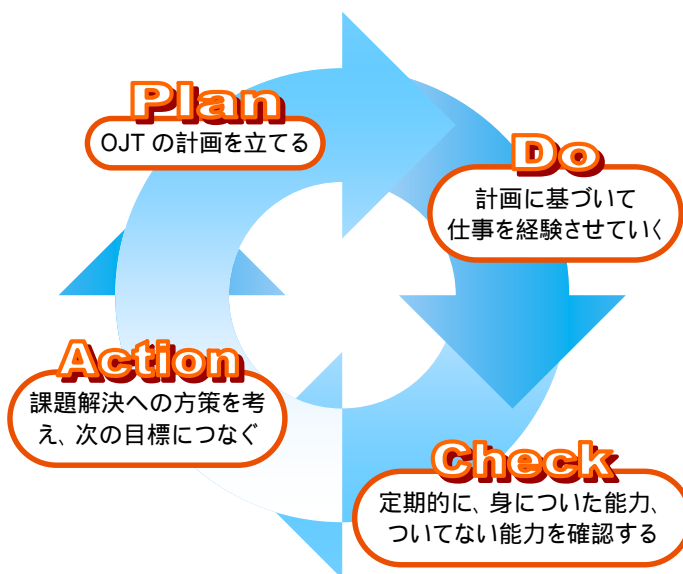 Plan
OJT の計画を立てる
Do
計画に基づいて
仕事を経験させていく
Check
定期的に、身についた能力、
ついてない能力を確認する
Action
課題解決への方策を考
え、次の目標につなぐ